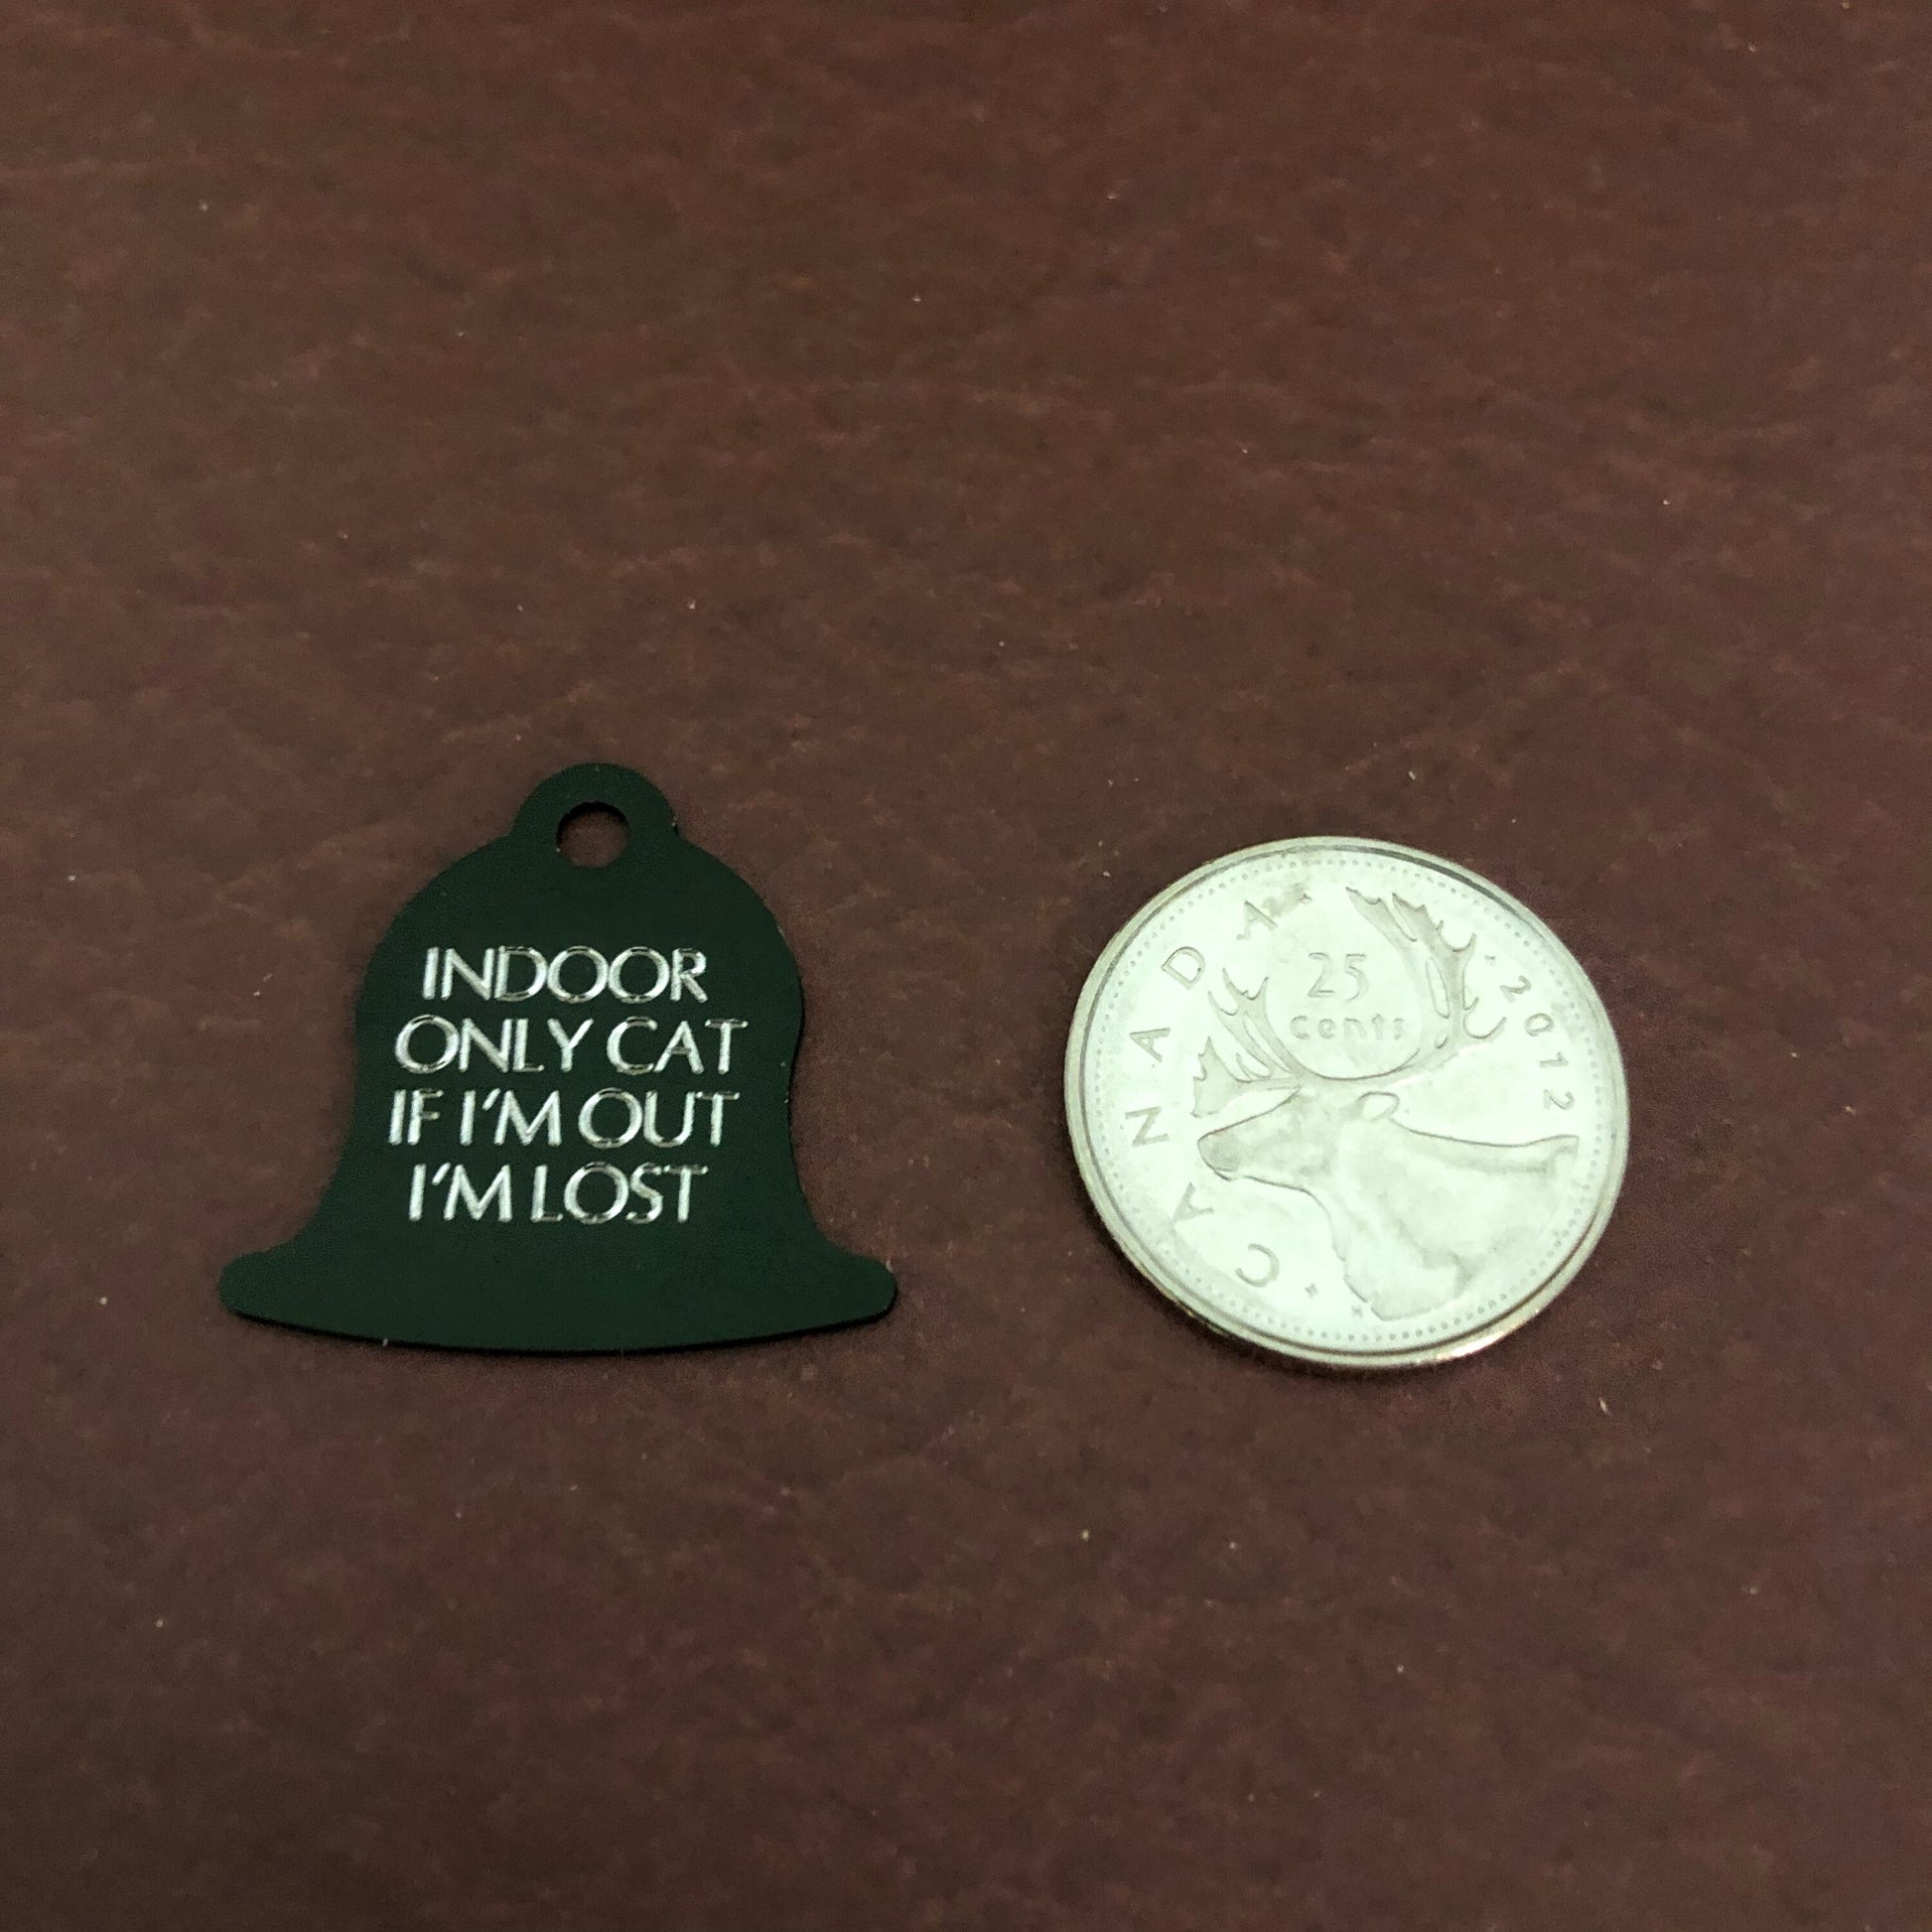 INDOOR
ONLY CAT
IF I'M OUT
I'M LOST
25
cents
CANADA
2012